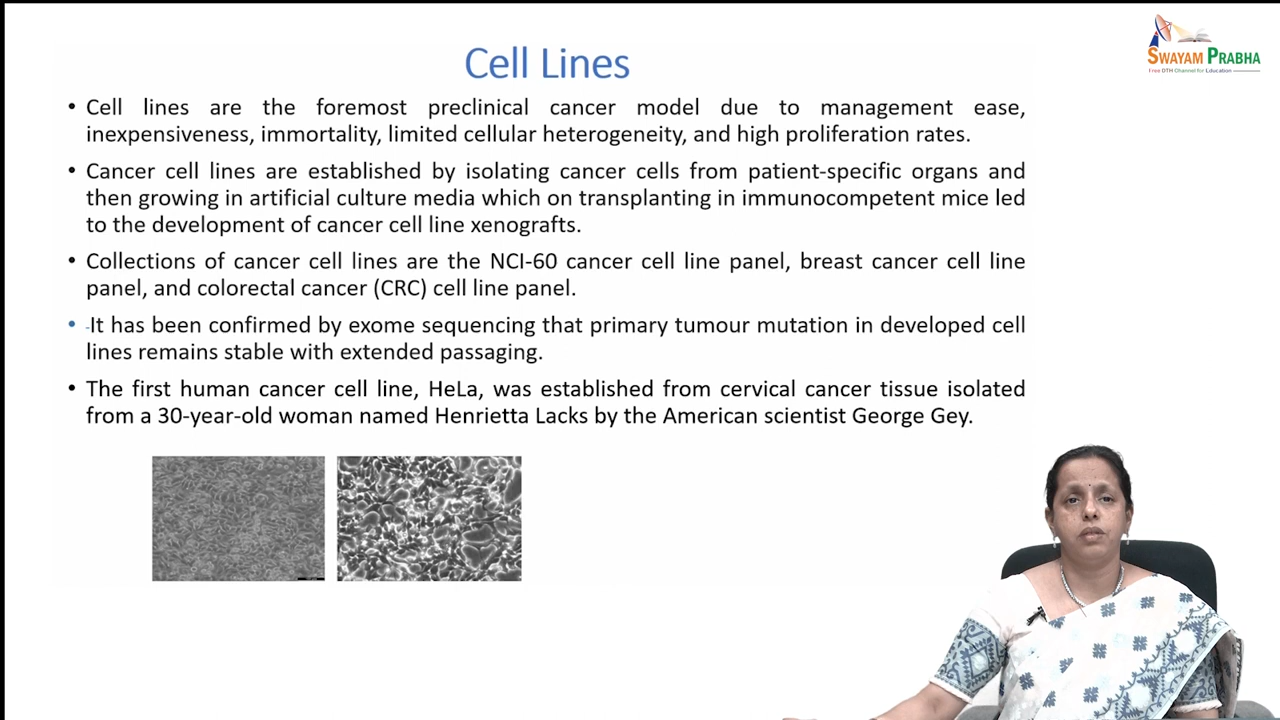 SWAYAM PRABHA
Free DTH Channel for Education
Cell Lines
• Cell lines are the foremost preclinical cancer model due to management ease,
inexpensiveness, immortality, limited cellular heterogeneity, and high proliferation rates.
• Cancer cell lines are established by isolating cancer cells from patient-specific organs and
then growing in artificial culture media which on transplanting in immunocompetent mice led
to the development of cancer cell line xenografts.
• Collections of cancer cell lines are the NCI-60 cancer cell line panel, breast cancer cell line
panel, and colorectal cancer (CRC) cell line panel.
• -It has been confirmed by exome sequencing that primary tumour mutation in developed cell
lines remains stable with extended passaging.
• The first human cancer cell line, HeLa, was established from cervical cancer tissue isolated
from a 30-year-old woman named Henrietta Lacks by the American scientist George Gey.